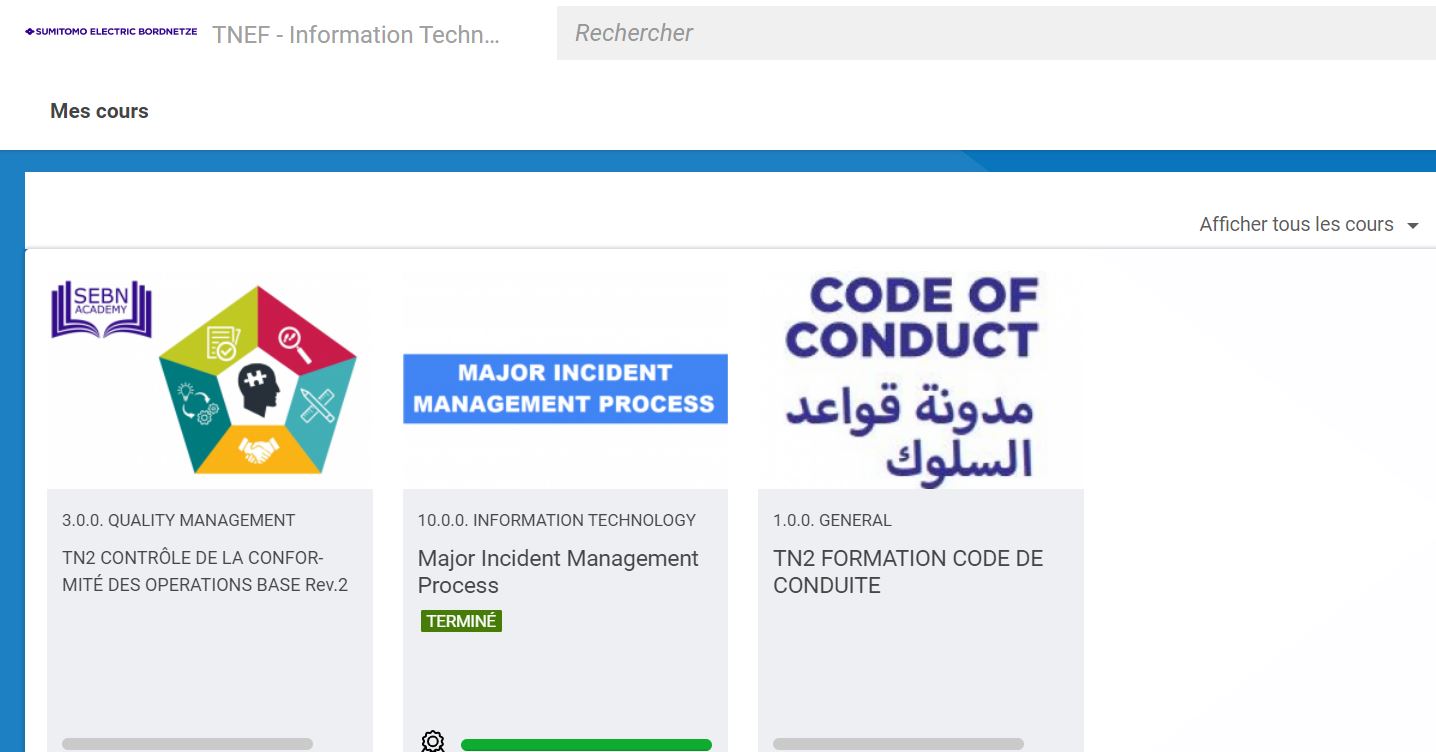 SUMITOMO ELECTRIC BORDNETZE
TNEF - Information Techn...
Rechercher
Mes cours
Afficher tous les cours
SEBN
ACADEMY
MAJOR INCIDENT
MANAGEMENT PROCESS
CODE OF
CONDUCT
مدونة قواعد
السلوك
3.0.0. QUALITY MANAGEMENT
TN2 CONTRÔLE DE LA CONFOR-
MITÉ DES OPERATIONS BASE Rev.2
10.0.0. INFORMATION TECHNOLOGY
Major Incident Management
Process
TERMINÉ
1.0.0. GENERAL
TN2 FORMATION CODE DE
CONDUITE